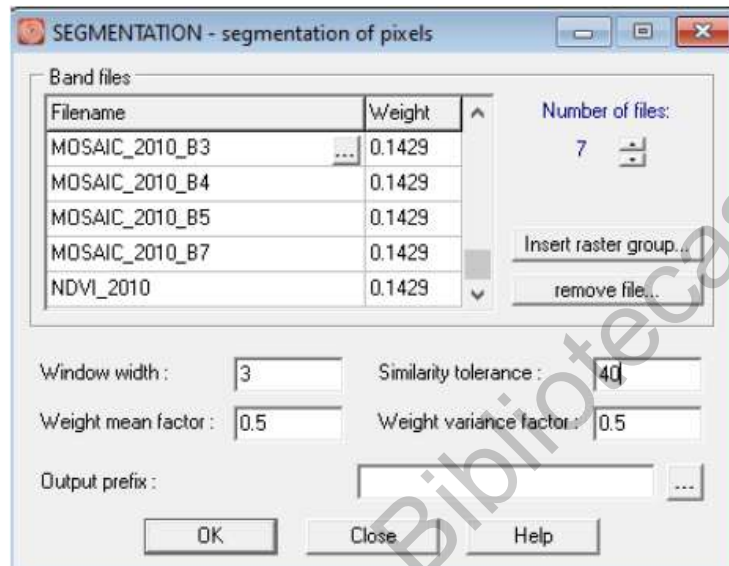 SEGMENTATION - segmentation of pixels
Band files
Filename Weight
Number of files:
MOSAIC_2010_B3 ... 0.1429
7
MOSAIC_2010_B4 0.1429
MOSAIC_2010_B5 0.1429
MOSAIC_2010_B7 0.1429
Insert raster group...
NDVI_2010 0.1429
remove file...
Window width : 3 Similarity tolerance : 40
Weight mean factor : 0.5 Weight variance factor : 0.5
Output prefix : ...
OK Close Help
Bibliotecas